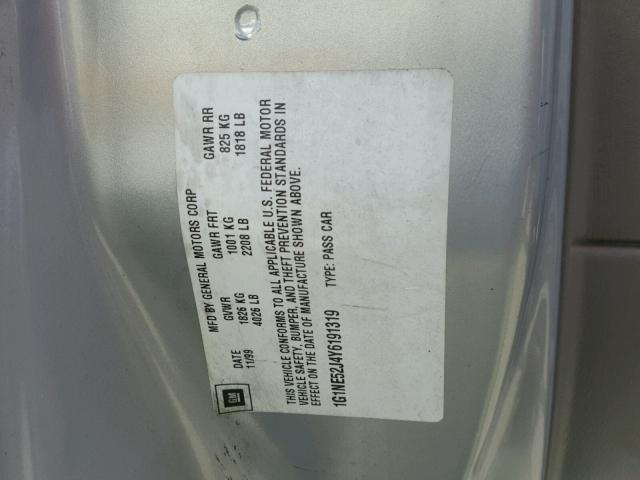 GM
MFD BY GENERAL MOTORS CORP
DATE GVWR GAWR FRT GAWR RR
11/99 1826 KG 1001 KG 825 KG
4026 LB 2208 LB 1818 LB
THIS VEHICLE CONFORMS TO ALL APPLICABLE U.S. FEDERAL MOTOR
VEHICLE SAFETY, BUMPER, AND THEFT PREVENTION STANDARDS IN
EFFECT ON THE DATE OF MANUFACTURE SHOWN ABOVE.
1G1NE52J4Y6191319 TYPE: PASS CAR